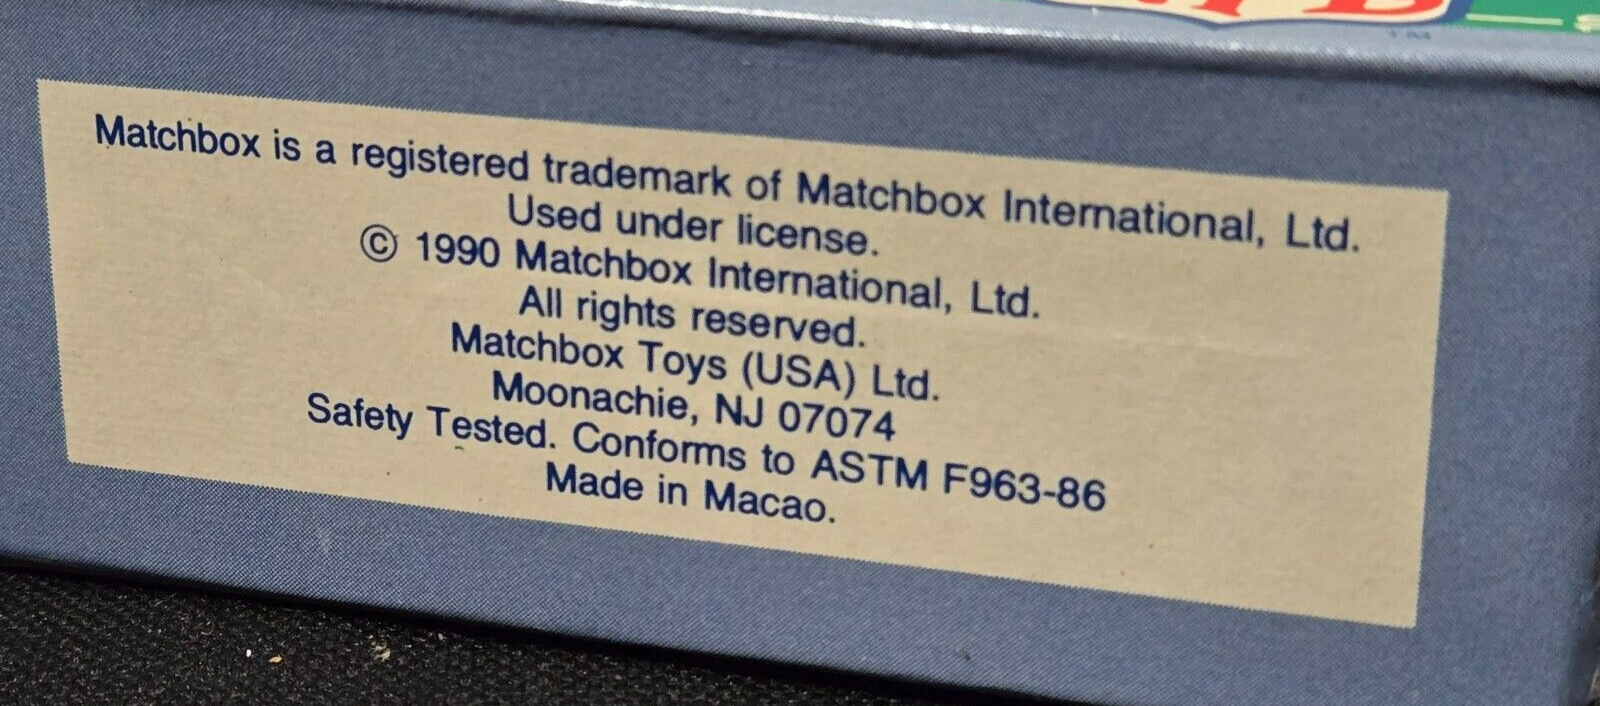 Matchbox is a registered trademark of Matchbox International, Ltd.
Used under license.
© 1990 Matchbox International, Ltd.
All rights reserved.
Matchbox Toys (USA) Ltd.
Moonachie, NJ 07074
Safety Tested. Conforms to ASTM F963-86
Made in Macao.